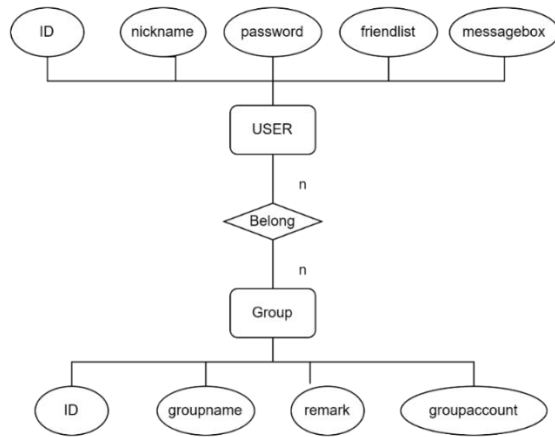 ID
nickname
password
friendlist
messagebox
USER
n
Belong
n
Group
ID
groupname
remark
groupaccount